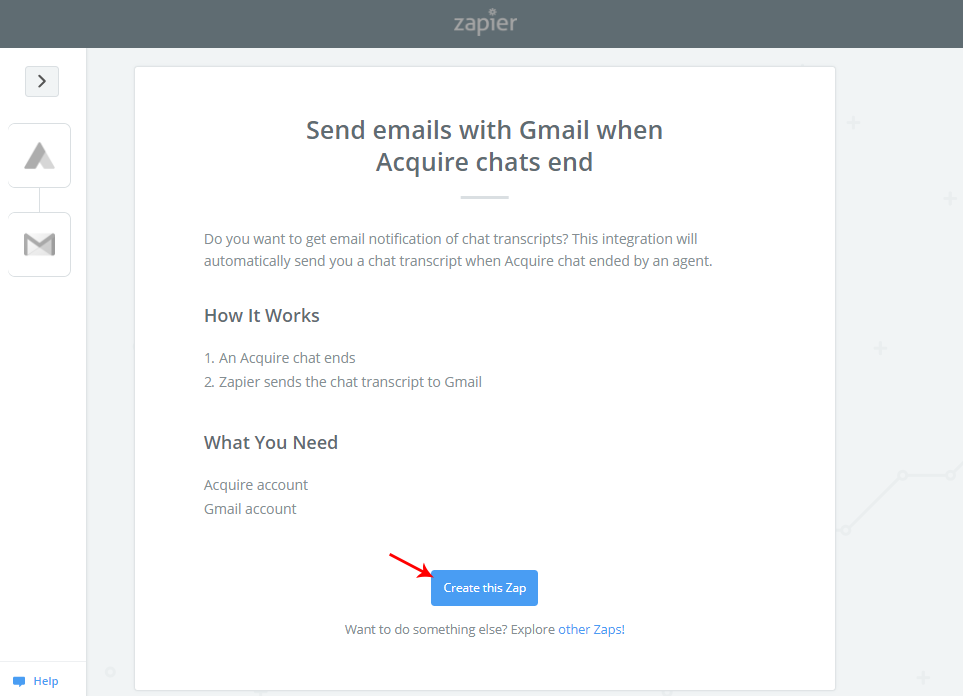 zapier
Send emails with Gmail when
Acquire chats end
Do you want to get email notification of chat transcripts? This integration will
automatically send you a chat transcript when Acquire chat ended by an agent.
How It Works
1. An Acquire chat ends
2. Zapier sends the chat transcript to Gmail
What You Need
Acquire account
Gmail account
Create this Zap
Want to do something else? Explore other Zaps!
Help